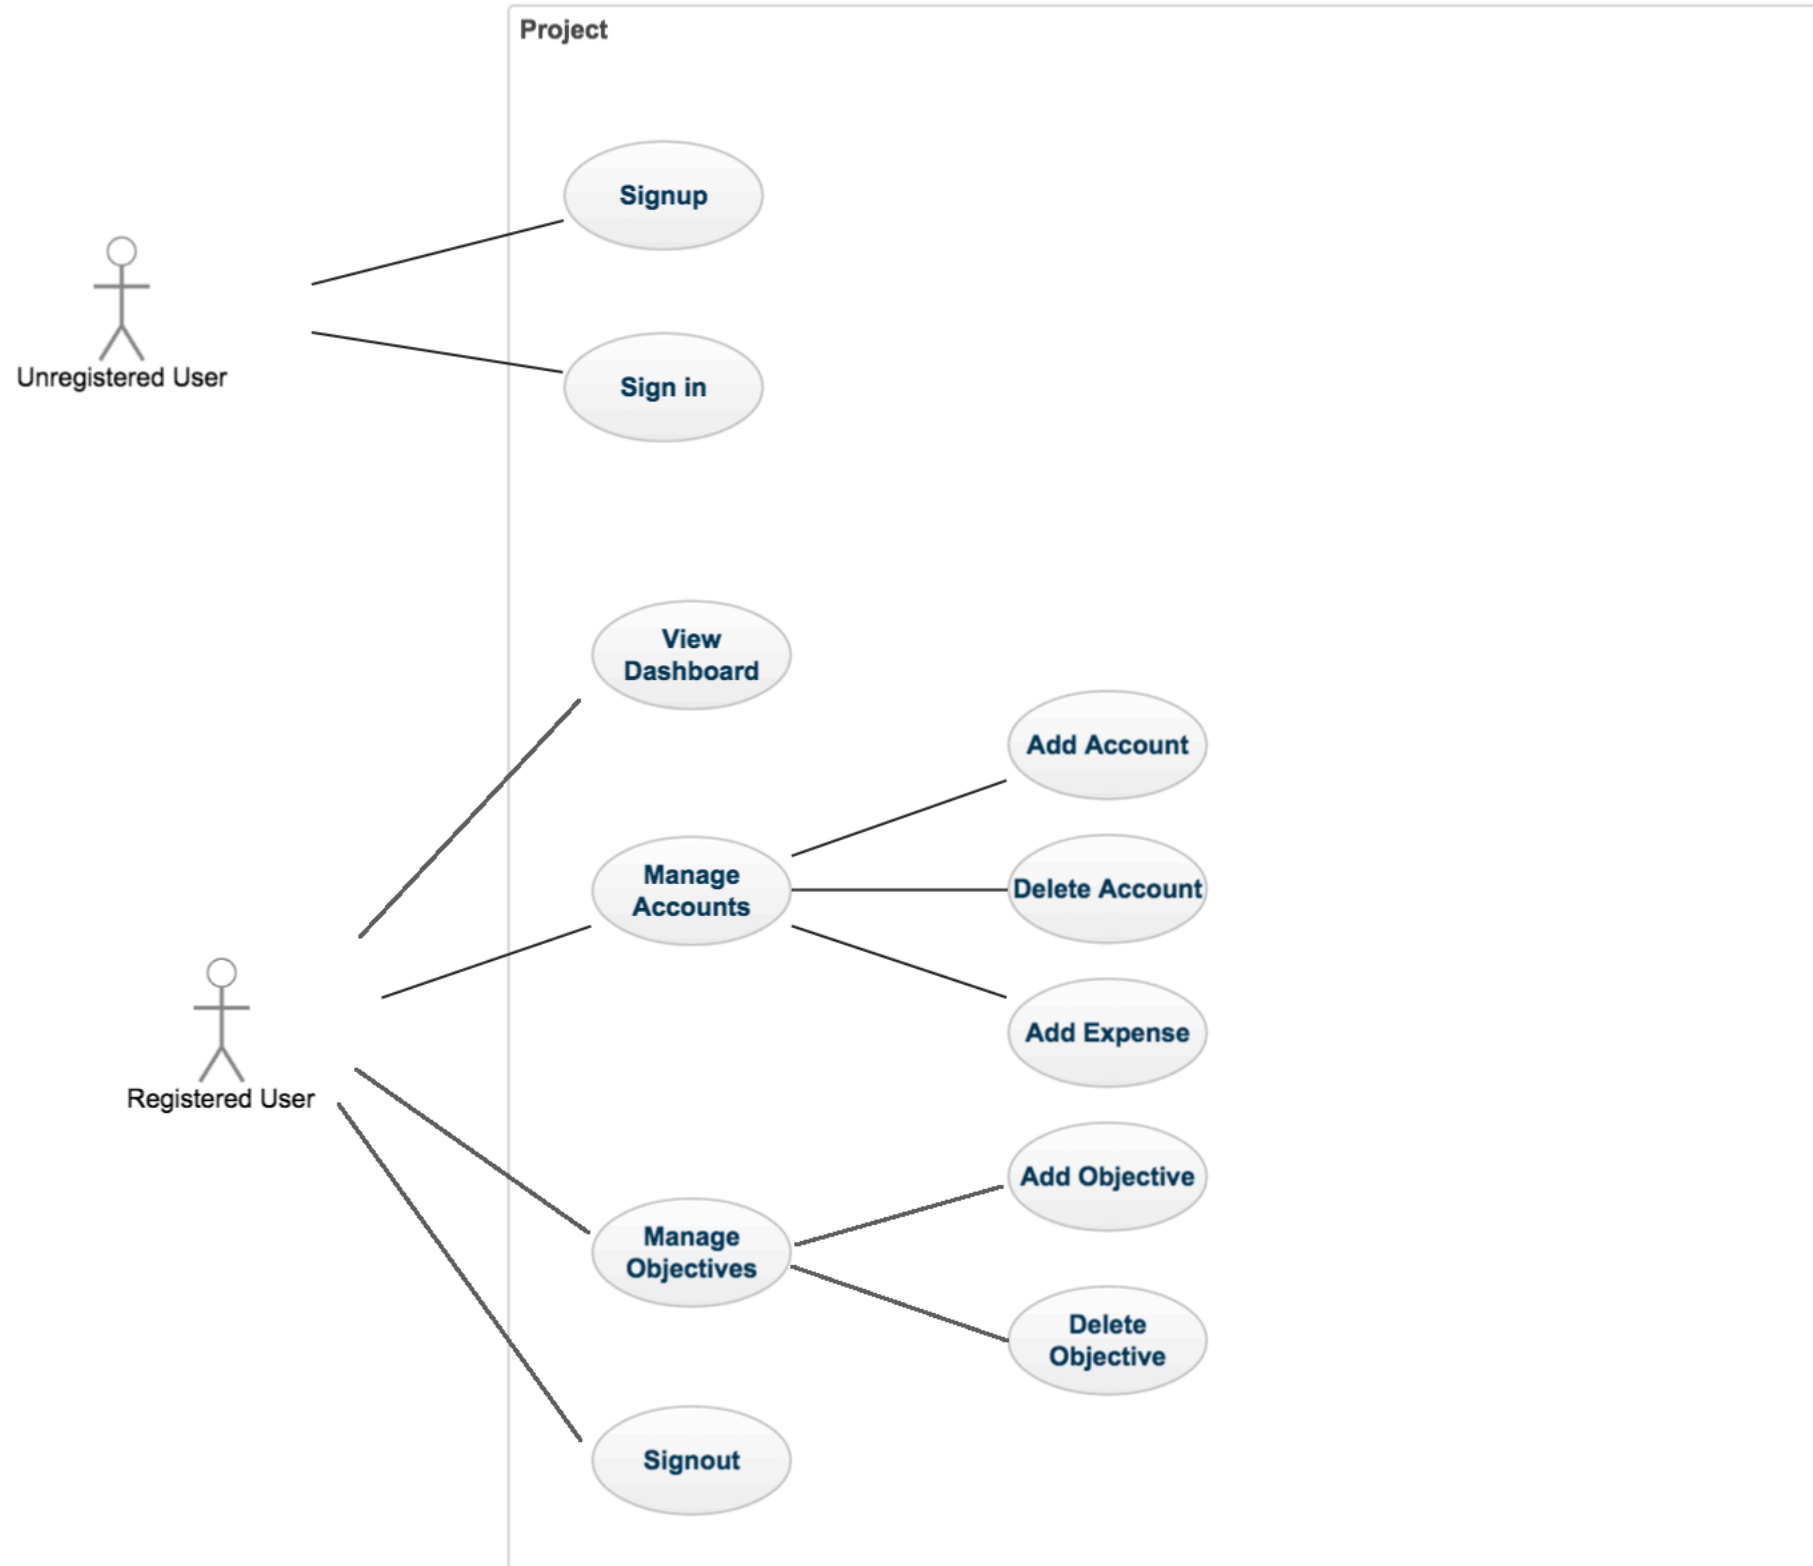 Project
Signup
Unregistered User
Sign in
View
Dashboard
Add Account
Manage
Accounts
Delete Account
Add Expense
Registered User
Add Objective
Manage
Objectives
Delete
Objective
Signout